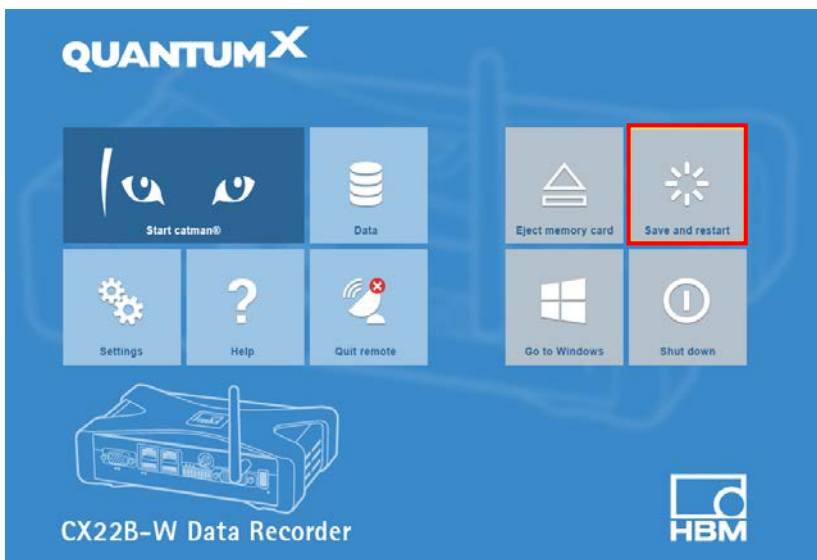 QUANTUMX
Start catman®
Data
Eject memory card
Save and restart
Settings
Help
Quit remote
Go to Windows
Shut down
CX22B-W Data Recorder
HBM